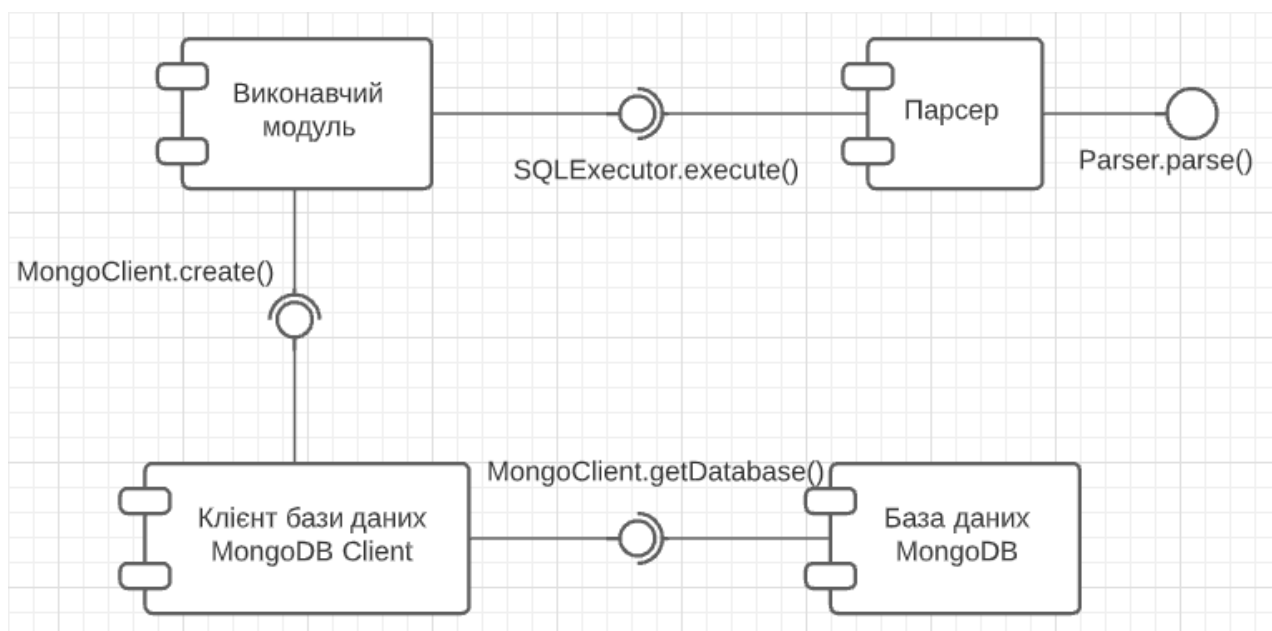 Виконавчий
модуль
SQLExecutor.execute()
Парсер
Parser.parse()
MongoClient.create()
Клієнт бази даних
MongoDB Client
MongoClient.getDatabase()
База даних
MongoDB